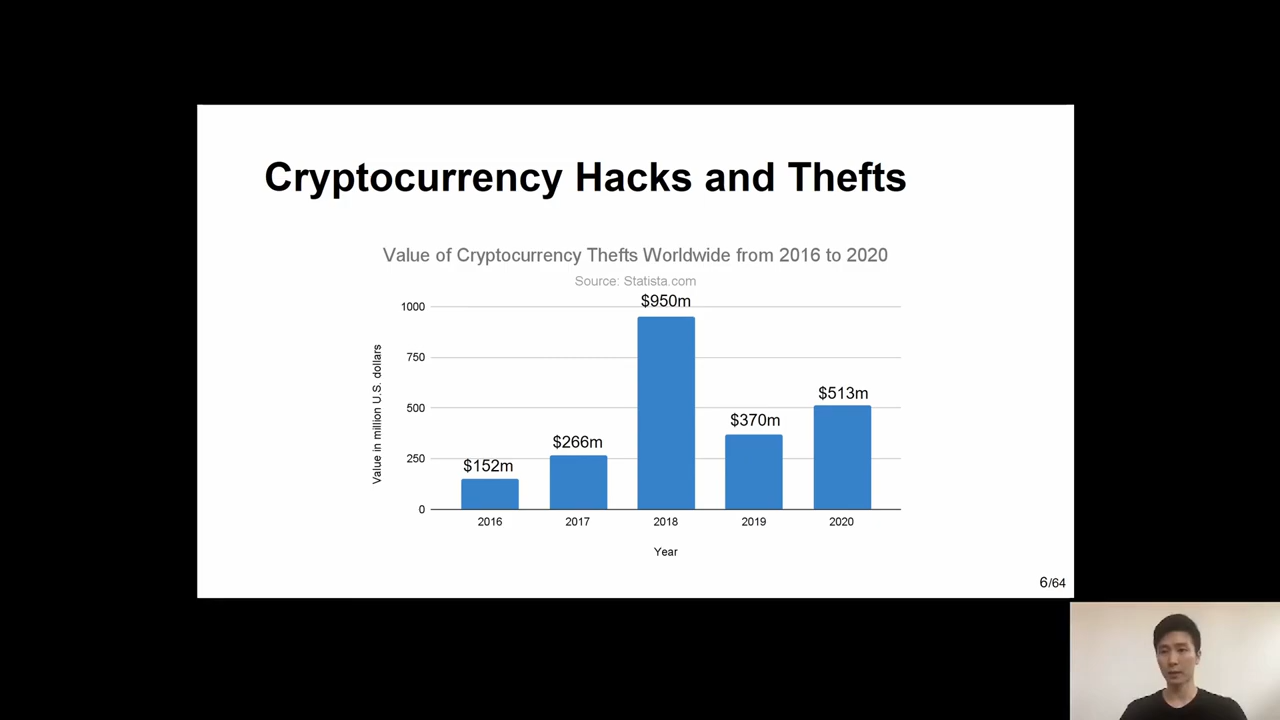 Cryptocurrency Hacks and Thefts
Value of Cryptocurrency Thefts Worldwide from 2016 to 2020
Source: Statista.com
Value in million U.S. dollars
1000
750
500
250
0
$152m
$266m
$950m
$370m
$513m
2016
2017
2018
2019
2020
Year
6/64